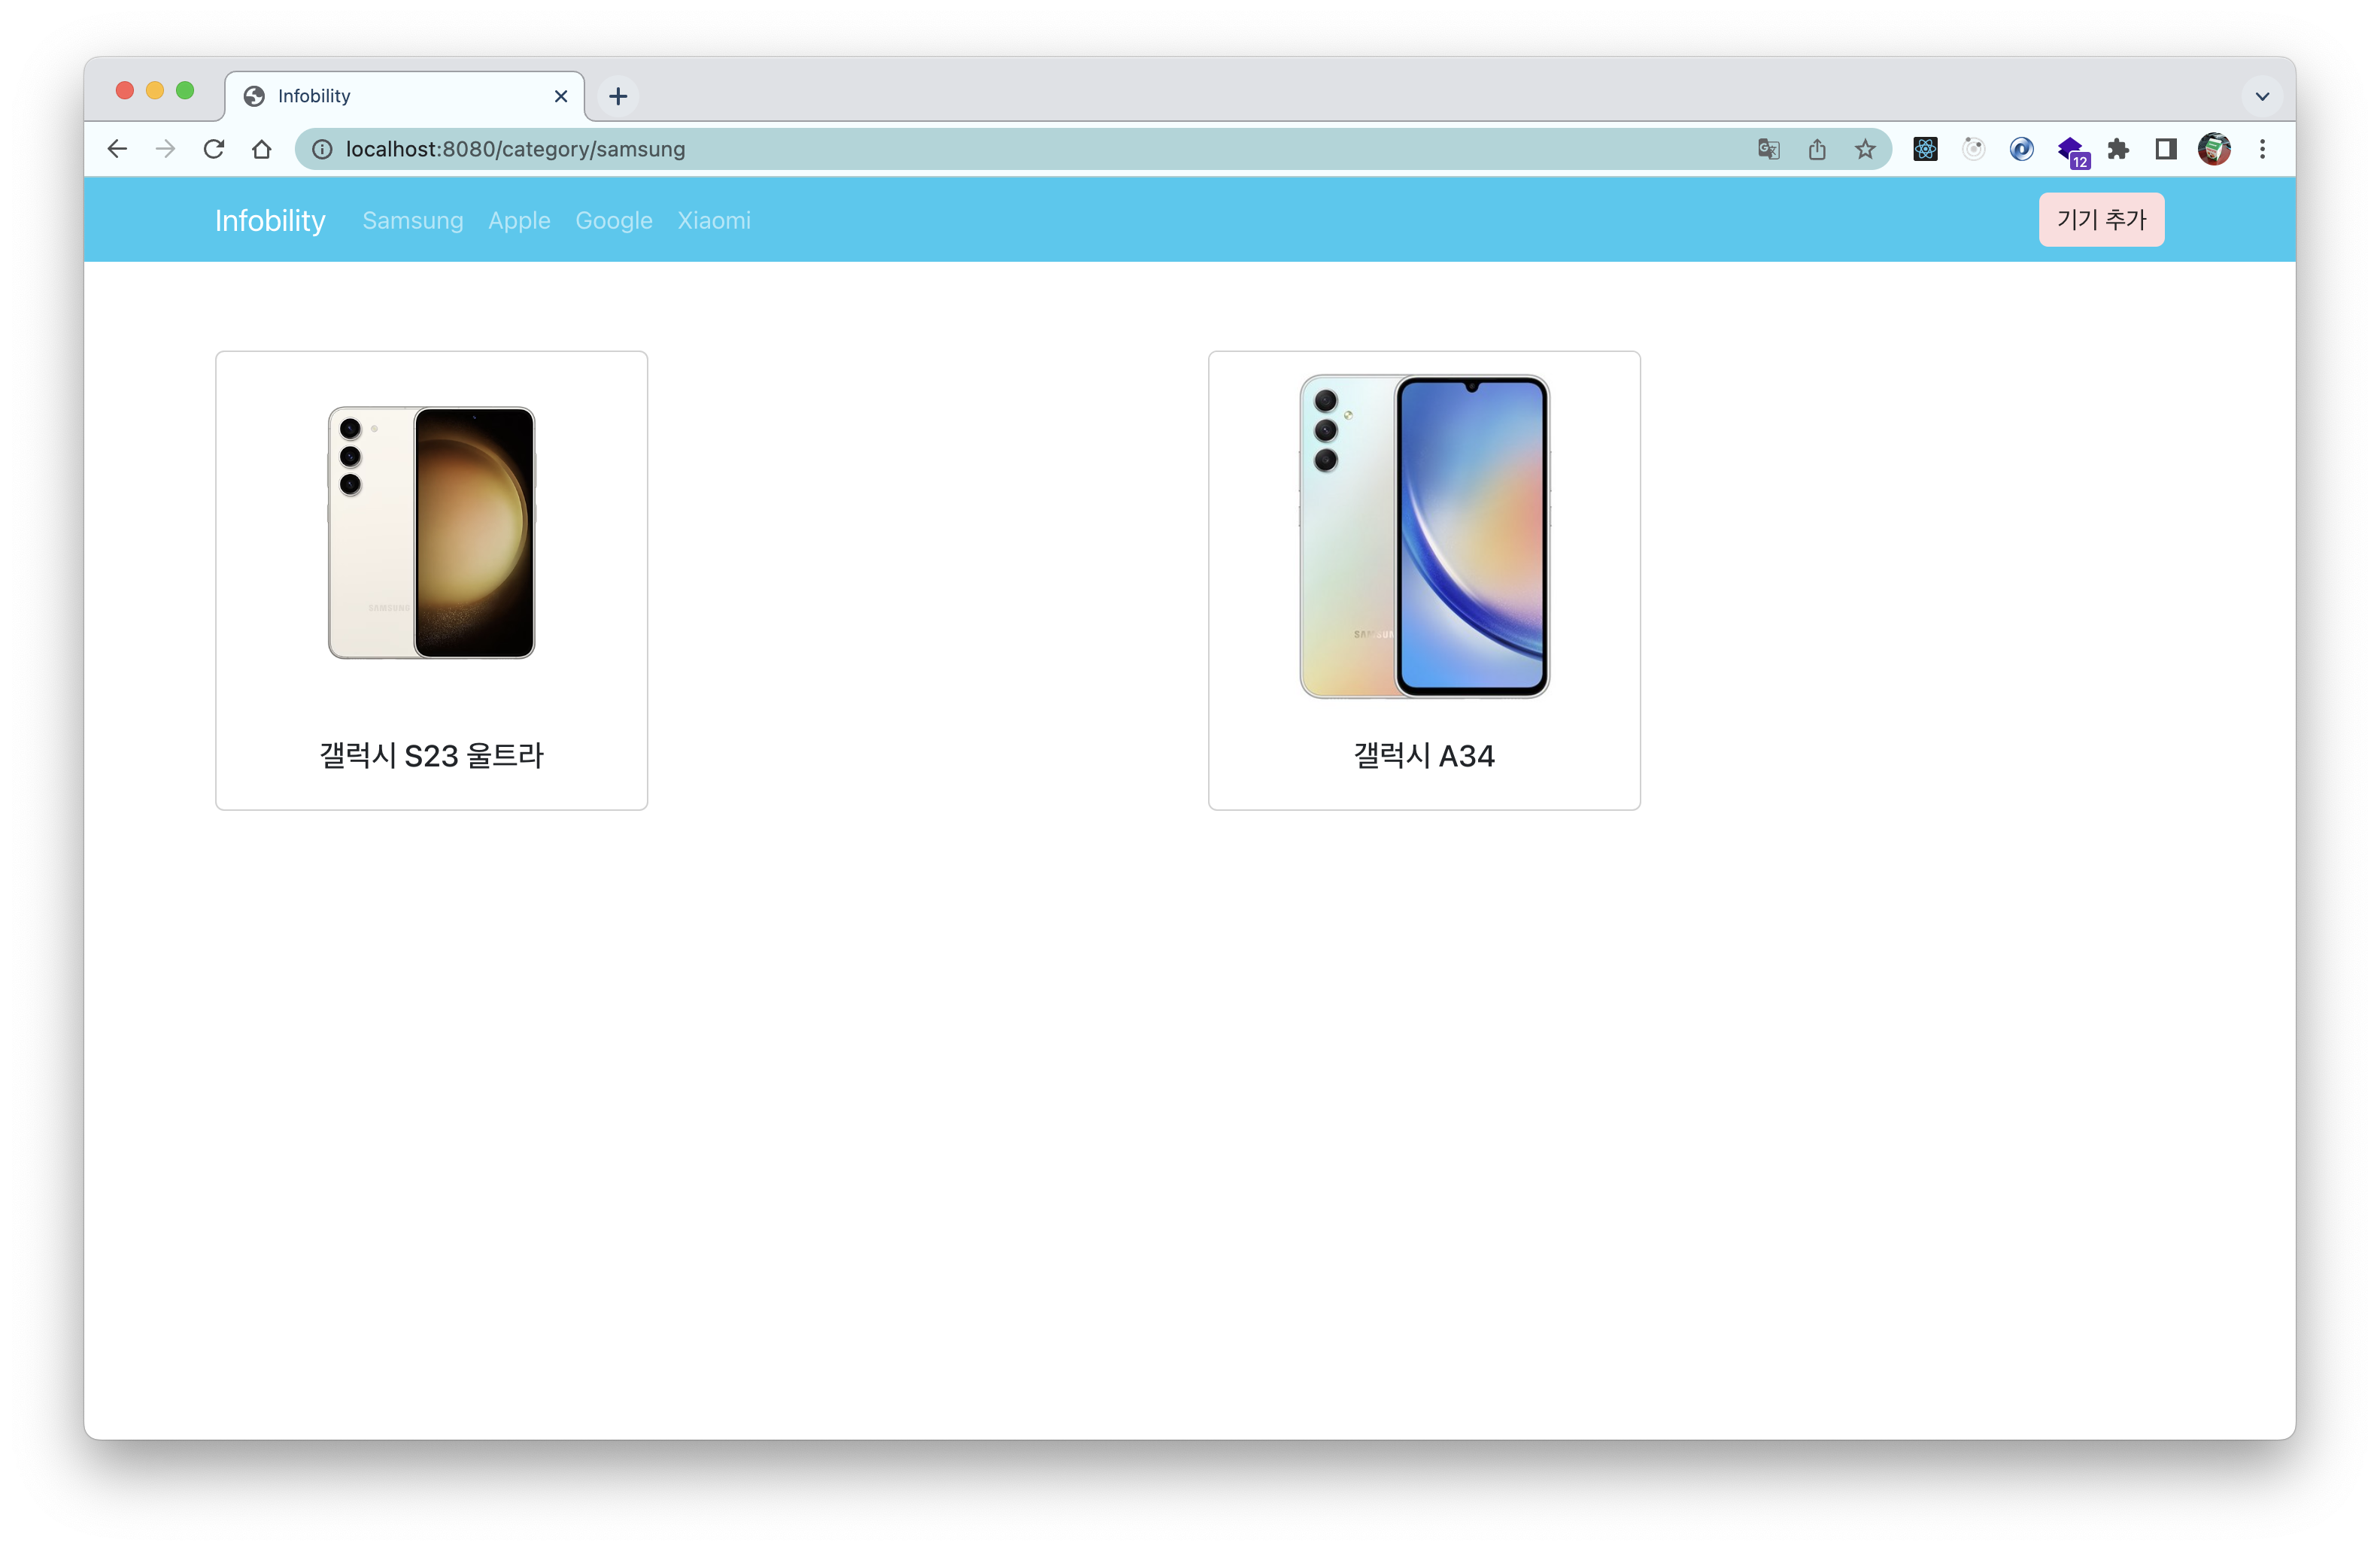 Infobility
localhost:8080/category/samsung
12
Infobility Samsung Apple Google Xiaomi 기기 추가
SAMSUNG
갤럭시 S23 울트라
갤럭시 A34